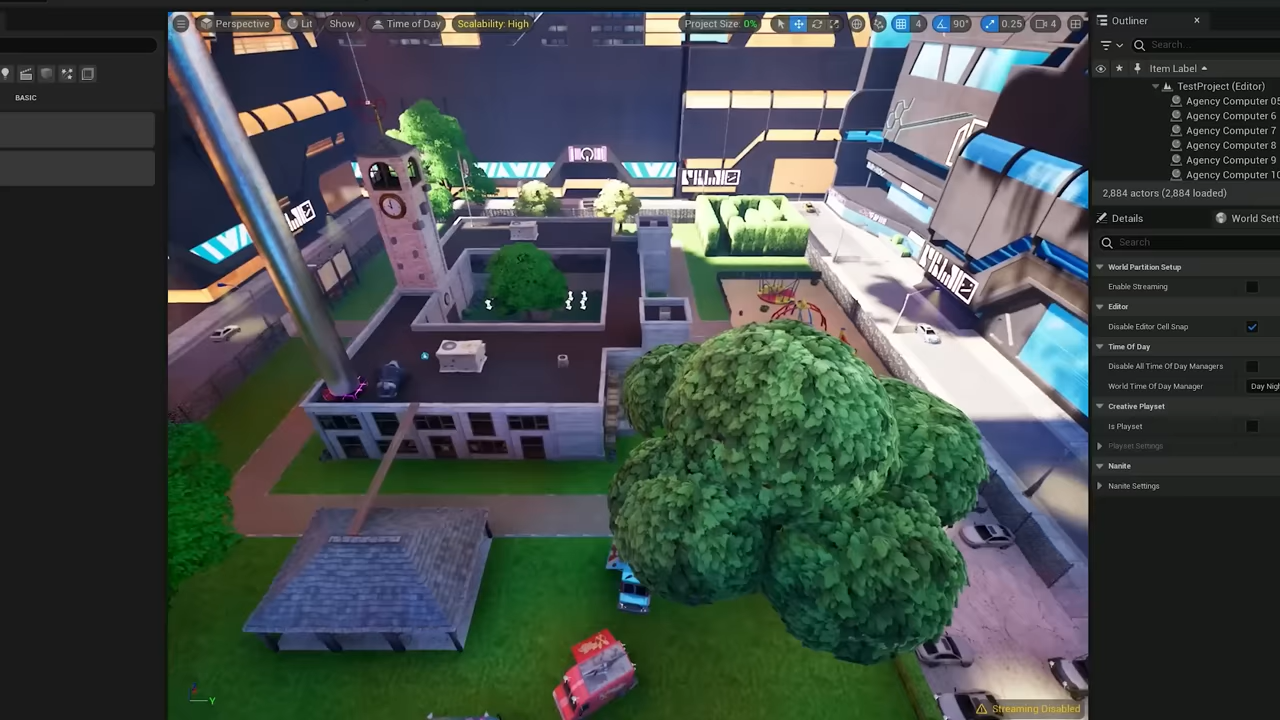 Perspective
Lit
Show
Time of Day
Scalability: High
Project Size: 0%
4
90°
0.25
4
BASIC
Outliner
Search...
Item Label
TestProject (Editor)
Agency Computer 05
Agency Computer 6
Agency Computer 7
Agency Computer 8
Agency Computer 9
Agency Computer 10
2,884 actors (2,884 loaded)
Details
World Sett
Search
World Partition Setup
Enable Streaming
Editor
Disable Editor Cell Snap
Time Of Day
Disable All Time Of Day Managers
World Time Of Day Manager
Day Nigh
Creative Playset
Is Playset
Playset Settings
Nanite
Nanite Settings
Streaming Disabled
Y